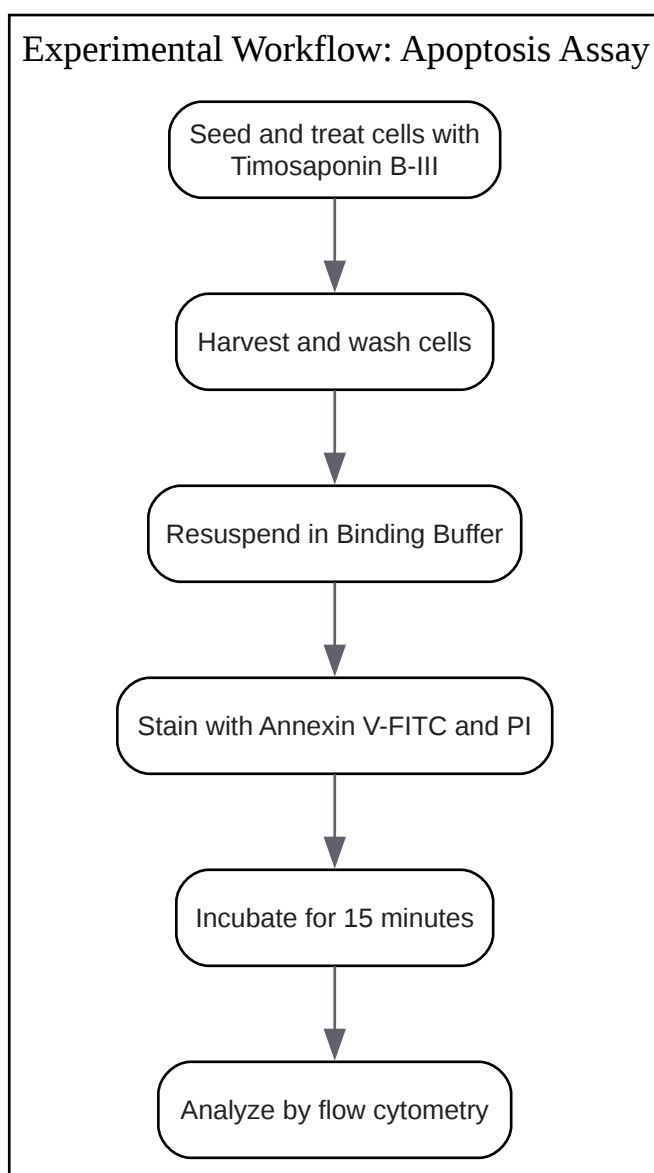 Experimental Workflow: Apoptosis Assay
Seed and treat cells with
Timosaponin B-III
Harvest and wash cells
Resuspend in Binding Buffer
Stain with Annexin V-FITC and PI
Incubate for 15 minutes
Analyze by flow cytometry